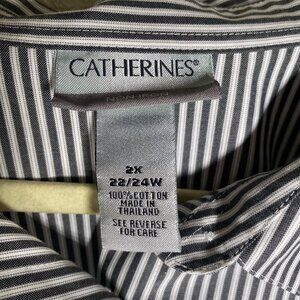 CATHERINES®
2X
22/24W
100% COTTON
MADE IN
THAILAND
SEE REVERSE
FOR CARE